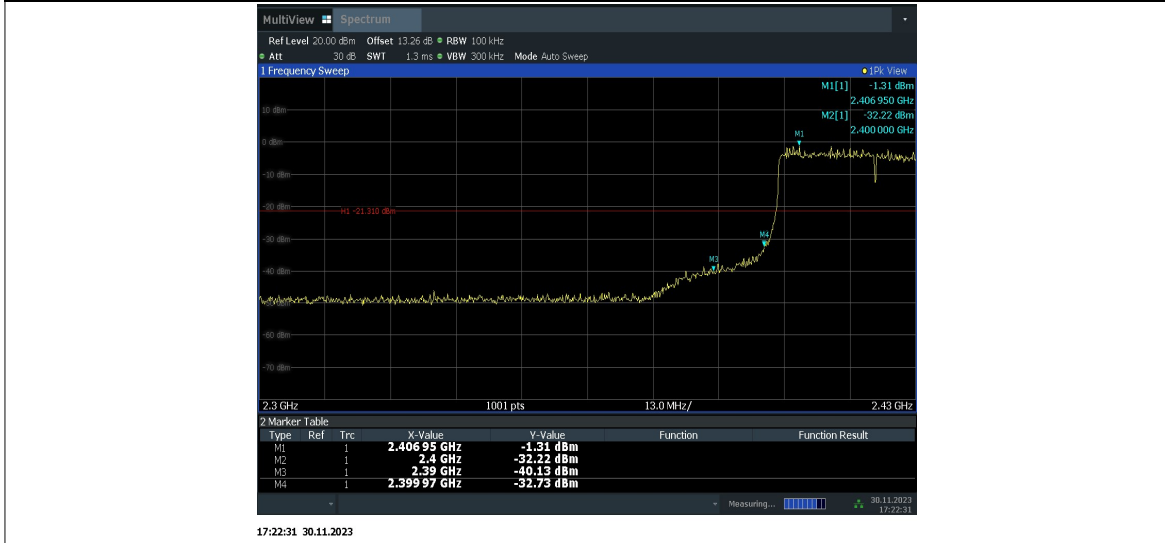 MultiView Spectrum
Ref Level 20.00 dBm Offset 13.26 dB RBW 100 kHz
Att 30 dB SWT 1.3 ms VBW 300 kHz Mode Auto Sweep
1 Frequency Sweep 1Pk View
M1[1] -1.31 dBm
2.406 950 GHz
M2[1] -32.22 dBm
2.400 000 GHz
10 dBm
M1
0 dBm
-10 dBm
-20 dBm
H1 -21.310 dBm
-30 dBm
M4
M3
-40 dBm
-50 dBm
-60 dBm
-70 dBm
2.3 GHz 1001 pts 13.0 MHz/ 2.43 GHz
2 Marker Table
Type Ref Trc X-Value Y-Value Function Function Result
M1 1 2.406 95 GHz -1.31 dBm
M2 1 2.4 GHz -32.22 dBm
M3 1 2.39 GHz -40.13 dBm
M4 1 2.399 97 GHz -32.73 dBm
Measuring... 30.11.2023
17:22:31
17:22:31 30.11.2023